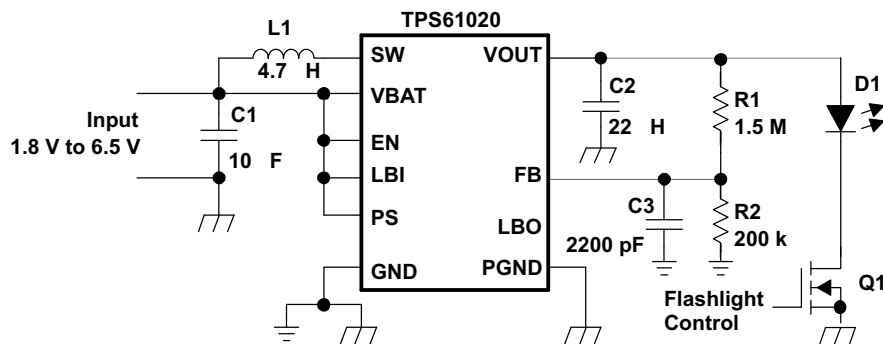 TPS61020
L1
4.7 H
SW
VOUT
VBAT
EN
LBI
PS
GND
FB
LBO
PGND
Input
1.8 V to 6.5 V
C1
10 F
C2
22 H
R1
1.5 M
D1
C3
2200 pF
R2
200 k
Q1
Flashlight
Control